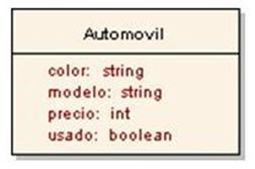 Automovil
color: string
modelo: string
precio: int
usado: boolean